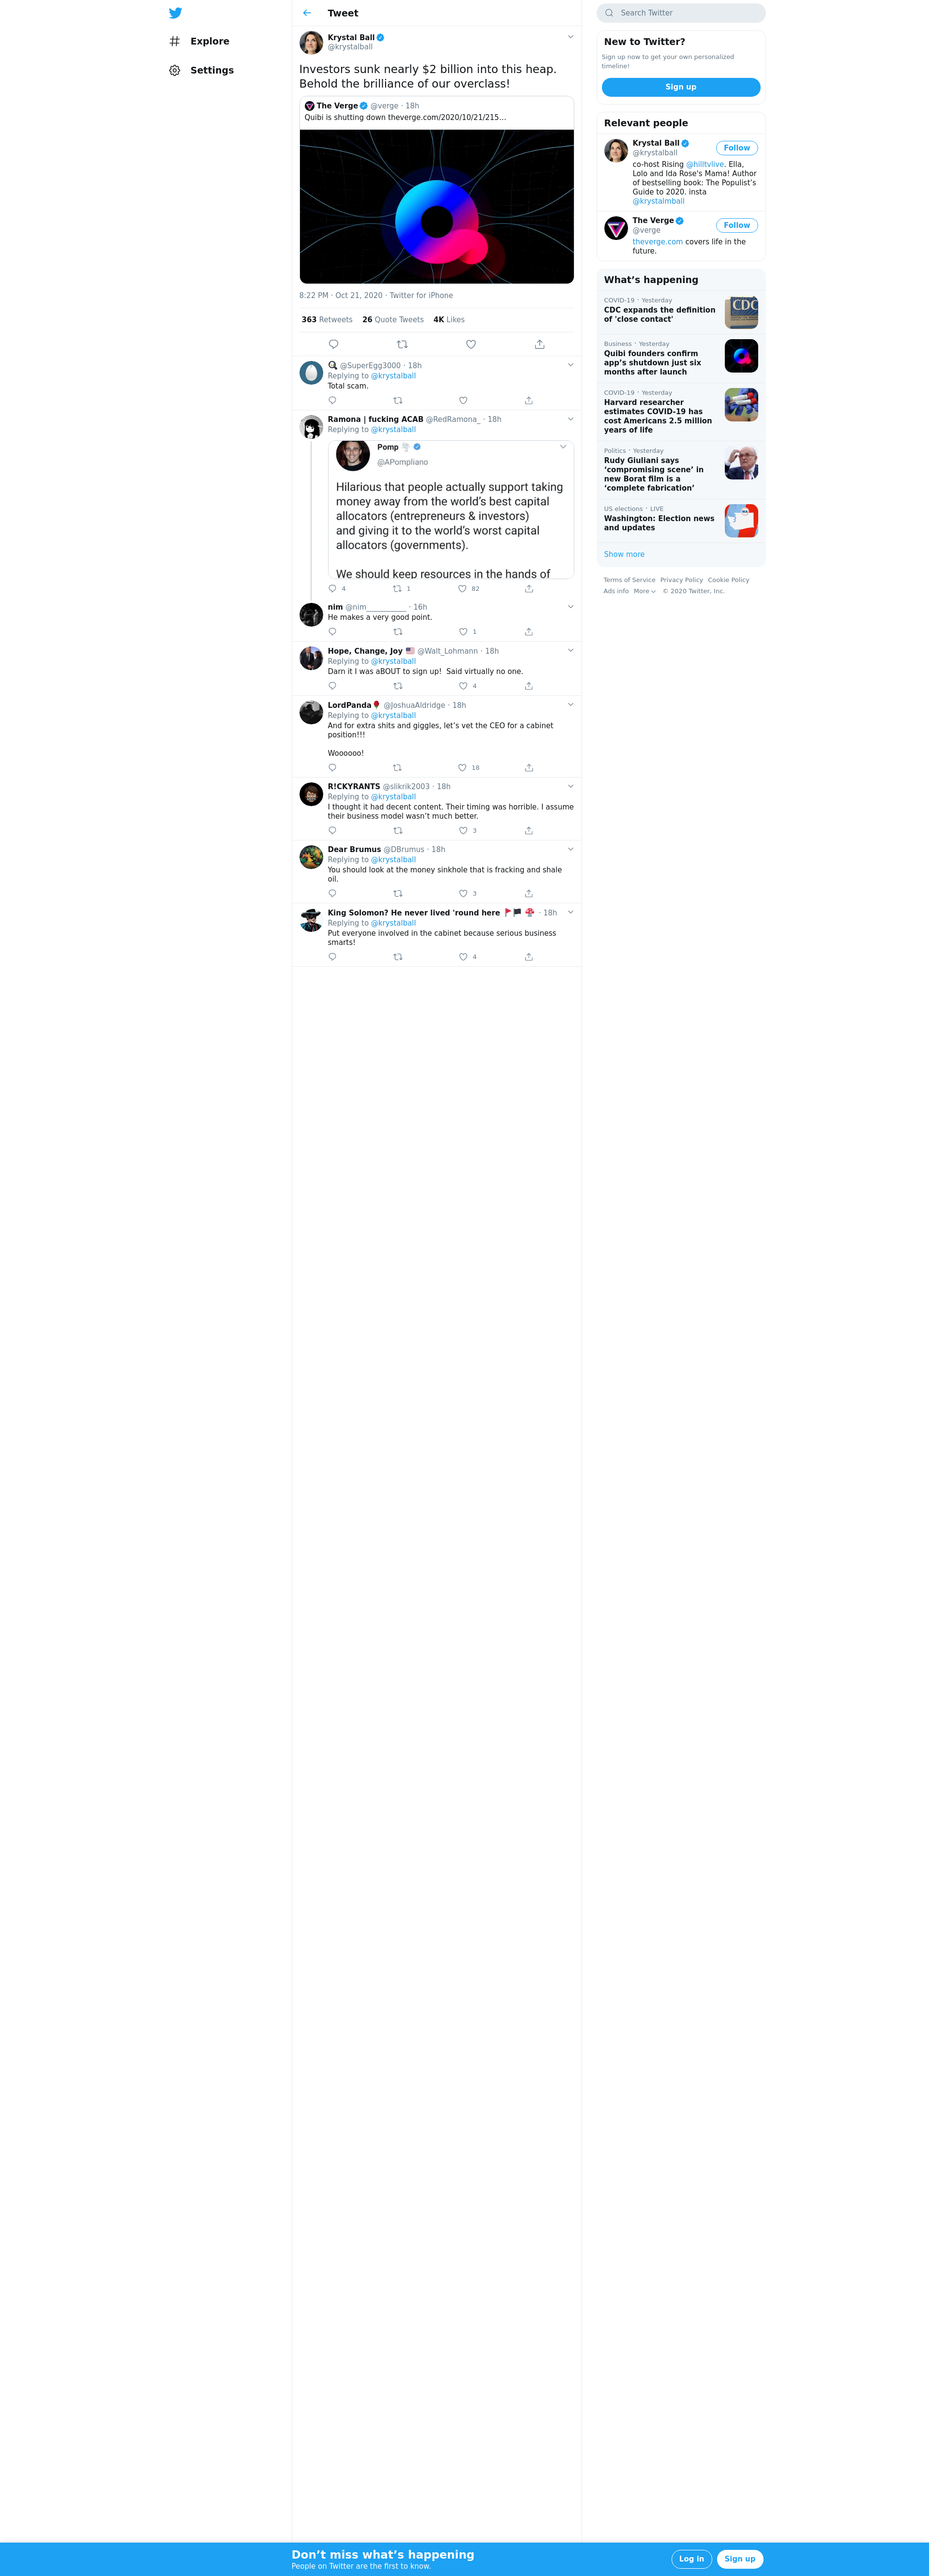 Explore
Settings
Tweet
Krystal Ball
@krystalball
Investors sunk nearly $2 billion into this heap.
Behold the brilliance of our overclass!
The Verge @verge · 18h
Quibi is shutting down theverge.com/2020/10/21/215…
8:22 PM · Oct 21, 2020 · Twitter for iPhone
363 Retweets 26 Quote Tweets 4K Likes
@SuperEgg3000 · 18h
Replying to @krystalball
Total scam.
Ramona | fucking ACAB @RedRamona_ · 18h
Replying to @krystalball
Pomp
@APompliano
Hilarious that people actually support taking
money away from the world’s best capital
allocators (entrepreneurs & investors)
and giving it to the world’s worst capital
allocators (governments).
We should keep resources in the hands of
4 1 82
nim @nim___________ · 16h
He makes a very good point.
1
Hope, Change, Joy 🇺🇸 @Walt_Lohmann · 18h
Replying to @krystalball
Darn it I was aBOUT to sign up!  Said virtually no one.
4
LordPanda🌹 @JoshuaAldridge · 18h
Replying to @krystalball
And for extra shits and giggles, let’s vet the CEO for a cabinet
position!!!
Woooooo!
18
R!CKYRANTS @slikrik2003 · 18h
Replying to @krystalball
I thought it had decent content. Their timing was horrible. I assume
their business model wasn’t much better.
3
Dear Brumus @DBrumus · 18h
Replying to @krystalball
You should look at the money sinkhole that is fracking and shale
oil.
3
King Solomon? He never lived 'round here 🚩🏴 🍄 · 18h
Replying to @krystalball
Put everyone involved in the cabinet because serious business
smarts!
4
Search Twitter
New to Twitter?
Sign up now to get your own personalized
timeline!
Sign up
Relevant people
Krystal Ball
@krystalball
Follow
co-host Rising @hilltvlive. Ella,
Lolo and Ida Rose's Mama! Author
of bestselling book: The Populist’s
Guide to 2020. insta
@krystalmball
The Verge
@verge
Follow
theverge.com covers life in the
future.
What’s happening
COVID-19 · Yesterday
CDC expands the definition
of 'close contact'
CDC
Business · Yesterday
Quibi founders confirm
app’s shutdown just six
months after launch
COVID-19 · Yesterday
Harvard researcher
estimates COVID-19 has
cost Americans 2.5 million
years of life
Politics · Yesterday
Rudy Giuliani says
‘compromising scene’ in
new Borat film is a
‘complete fabrication’
US elections · LIVE
Washington: Election news
and updates
Show more
Terms of Service Privacy Policy Cookie Policy
Ads info More © 2020 Twitter, Inc.
Don’t miss what’s happening
People on Twitter are the first to know.
Log in
Sign up